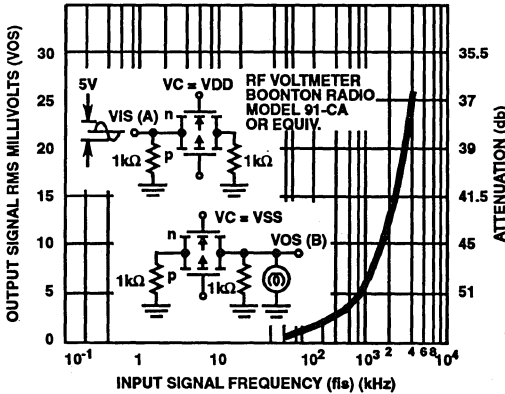 OUTPUT SIGNAL RMS MILLIVOLTS (VOS)
30
25
20
15
10
5
0
5V
VIS (A)
VC = VDD
n
p
1kΩ
1kΩ
RF VOLTMETER
BOONTON RADIO
MODEL 91-CA
OR EQUIV.
VC = VSS
n
p
1kΩ
1kΩ
VOS (B)
35.5
37
39
41.5
45
51
ATTENUATION (db)
10-1
1
10
10²
10³
2
4
6
8
10⁴
INPUT SIGNAL FREQUENCY (fis) (kHz)